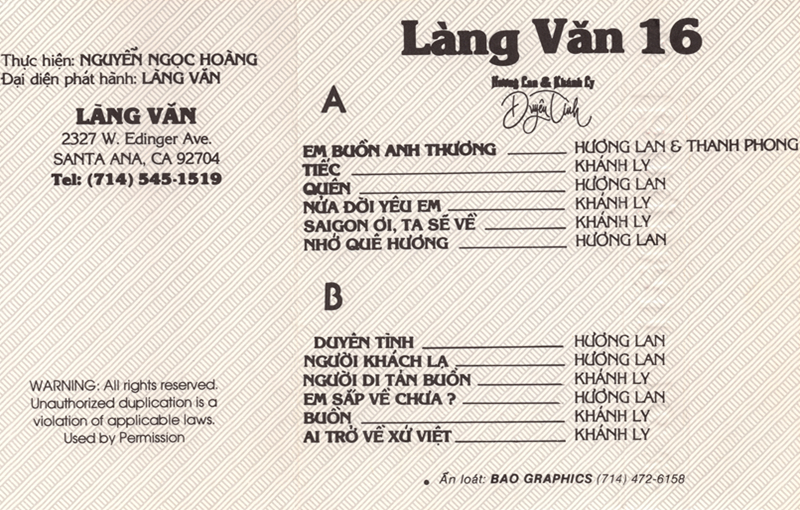 Làng Văn 16
Thực hiện: NGUYỄN NGỌC HOÀNG
Đại diện phát hành: LÀNG VĂN
LÀNG VĂN
2327 W. Edinger Ave.
SANTA ANA, CA 92704
Tel: (714) 545-1519
A
Hương Lan & Khánh Ly
Duyên Tình
EM BUỒN ANH THƯƠNG HƯƠNG LAN & THANH PHONG
TIẾC KHÁNH LY
QUÊN HƯƠNG LAN
NỬA ĐỜI YÊU EM KHÁNH LY
SAIGON ƠI, TA SẼ VỀ KHÁNH LY
NHỚ QUÊ HƯƠNG HƯƠNG LAN
B
DUYÊN TÌNH HƯƠNG LAN
NGƯỜI KHÁCH LẠ HƯƠNG LAN
NGƯỜI DI TẢN BUỒN KHÁNH LY
EM SẮP VỀ CHƯA ? HƯƠNG LAN
BUỒN KHÁNH LY
AI TRỞ VỀ XỨ VIỆT KHÁNH LY
WARNING: All rights reserved.
Unauthorized duplication is a
violation of applicable laws.
Used by Permission
• Ấn loát: BAO GRAPHICS (714) 472-6158